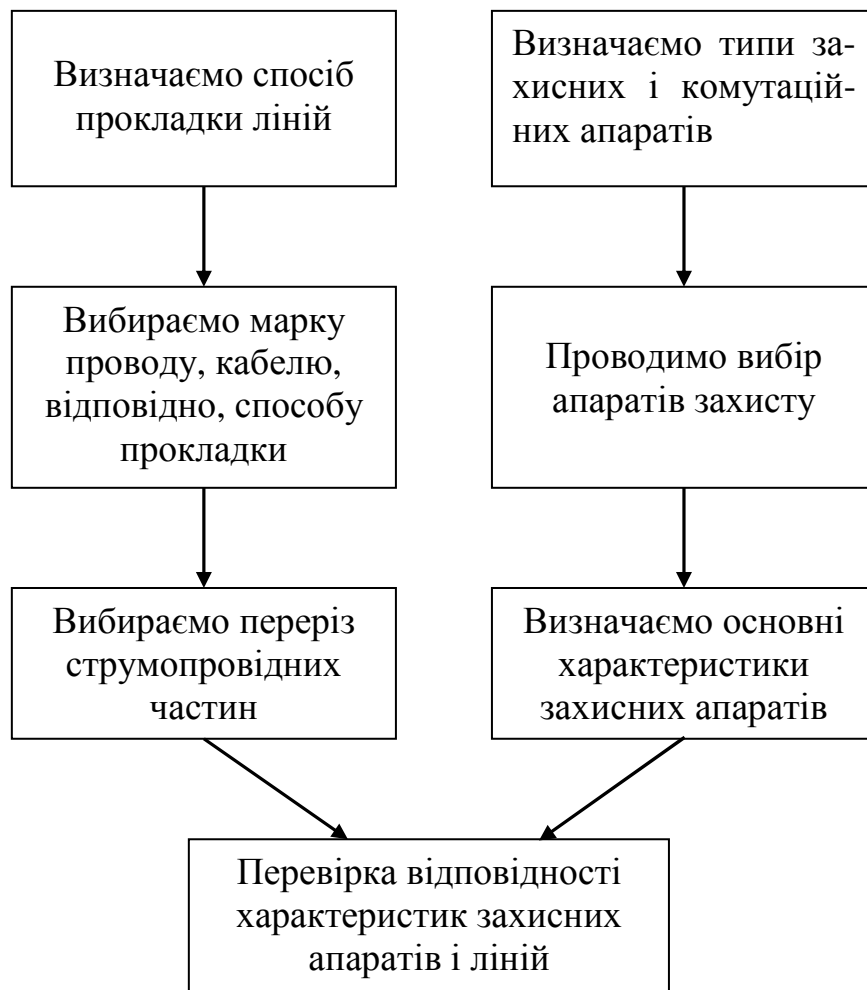 Визначаємо спосіб
прокладки ліній
Визначаємо типи за-
хисних і комутацій-
них апаратів
Вибираємо марку
проводу, кабелю,
відповідно, способу
прокладки
Проводимо вибір
апаратів захисту
Вибираємо переріз
струмопровідних
частин
Визначаємо основні
характеристики
захисних апаратів
Перевірка відповідності
характеристик захисних
апаратів і ліній